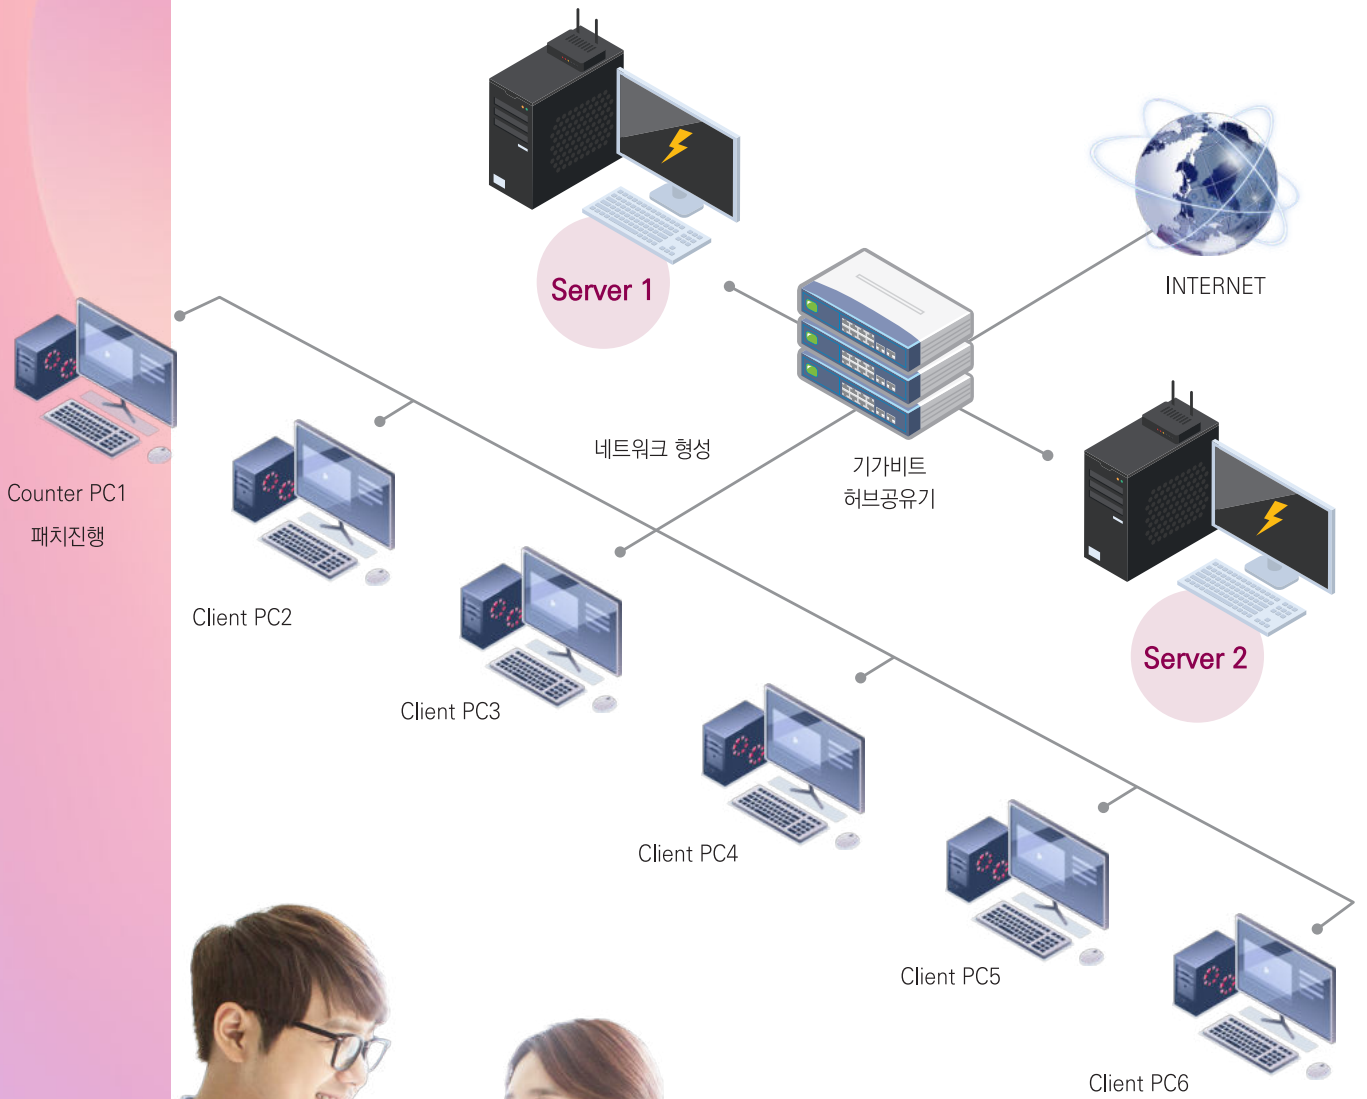 Server 1
INTERNET
네트워크 형성
기가비트
허브공유기
Counter PC1
패치진행
Client PC2
Client PC3
Server 2
Client PC4
Client PC5
Client PC6